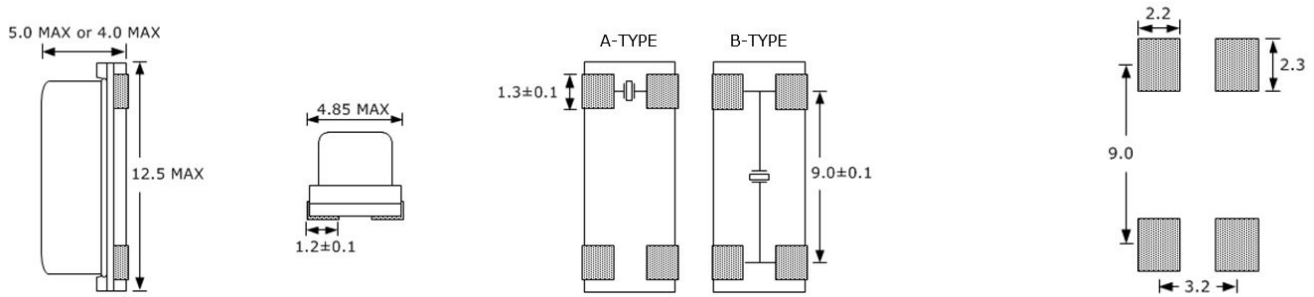 5.0 MAX or 4.0 MAX
12.5 MAX
4.85 MAX
1.2±0.1
A-TYPE
B-TYPE
1.3±0.1
9.0±0.1
2.2
2.3
9.0
3.2